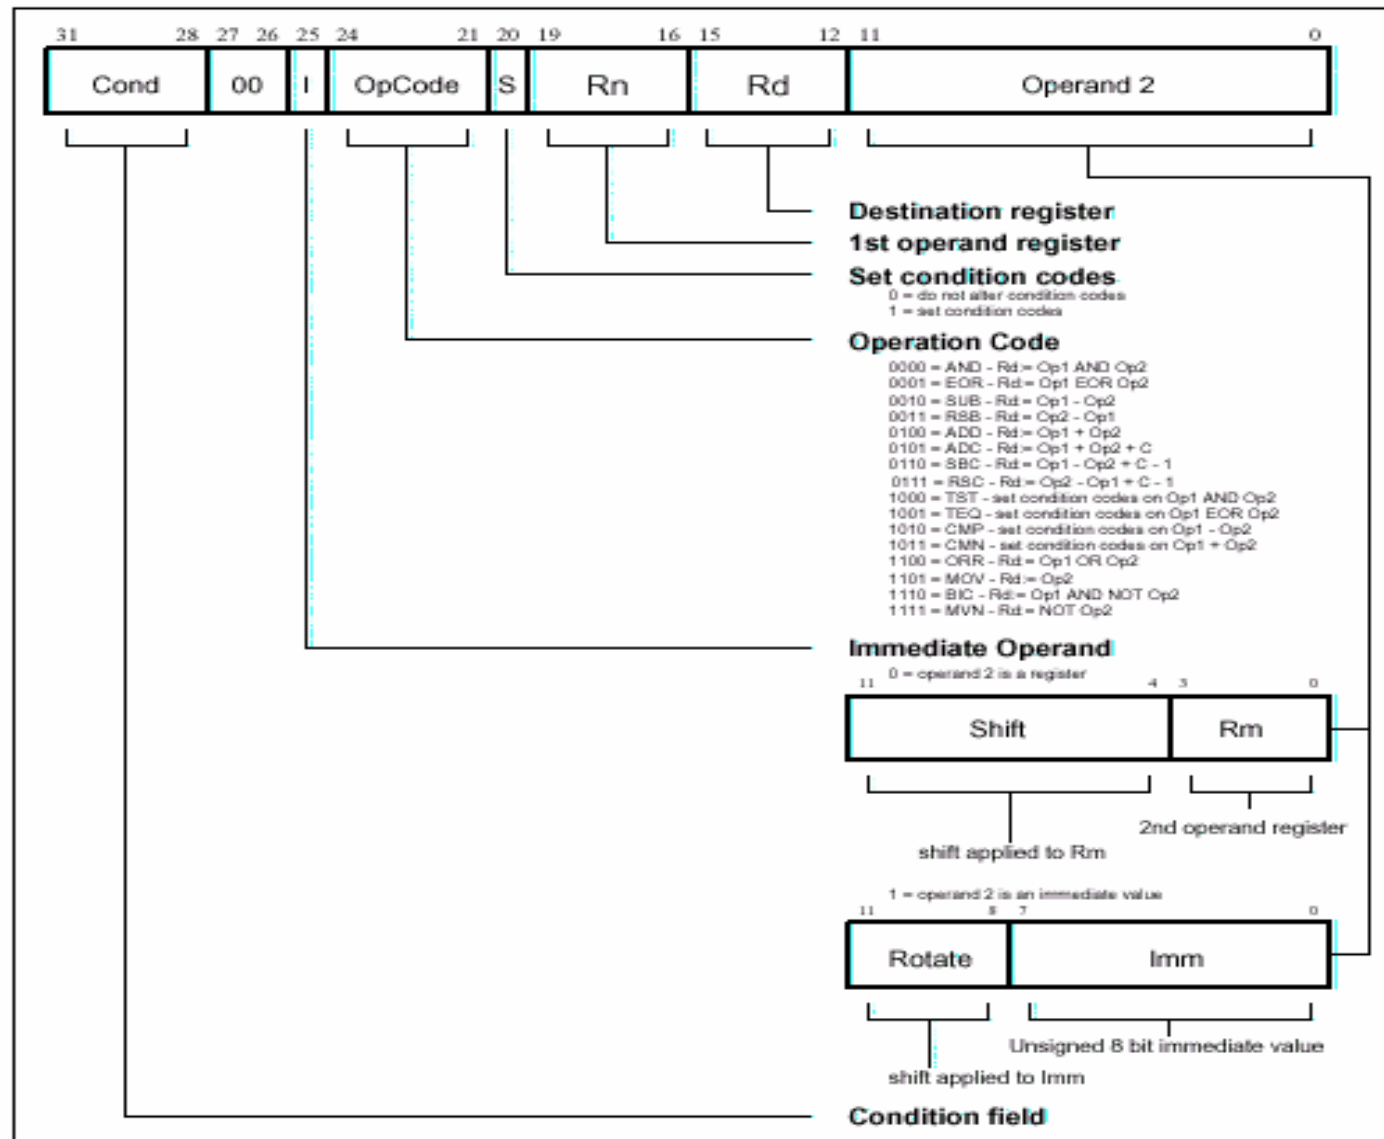 31 28 27 26 25 24 21 20 19 16 15 12 11 0
Cond 00 I OpCode S Rn Rd Operand 2
Destination register
1st operand register
Set condition codes
0 = do not alter condition codes
1 = set condition codes
Operation Code
0000 = AND - Rd:= Op1 AND Op2
0001 = EOR - Rd:= Op1 EOR Op2
0010 = SUB - Rd:= Op1 - Op2
0011 = RSB - Rd:= Op2 - Op1
0100 = ADD - Rd:= Op1 + Op2
0101 = ADC - Rd:= Op1 + Op2 + C
0110 = SBC - Rd:= Op1 - Op2 + C - 1
0111 = RSC - Rd:= Op2 - Op1 + C - 1
1000 = TST - set condition codes on Op1 AND Op2
1001 = TEQ - set condition codes on Op1 EOR Op2
1010 = CMP - set condition codes on Op1 - Op2
1011 = CMN - set condition codes on Op1 + Op2
1100 = ORR - Rd:= Op1 OR Op2
1101 = MOV - Rd:= Op2
1110 = BIC - Rd:= Op1 AND NOT Op2
1111 = MVN - Rd:= NOT Op2
Immediate Operand
0 = operand 2 is a register
11 4 3 0
Shift Rm
2nd operand register
shift applied to Rm
1 = operand 2 is an immediate value
11 8 7 0
Rotate Imm
Unsigned 8 bit immediate value
shift applied to Imm
Condition field